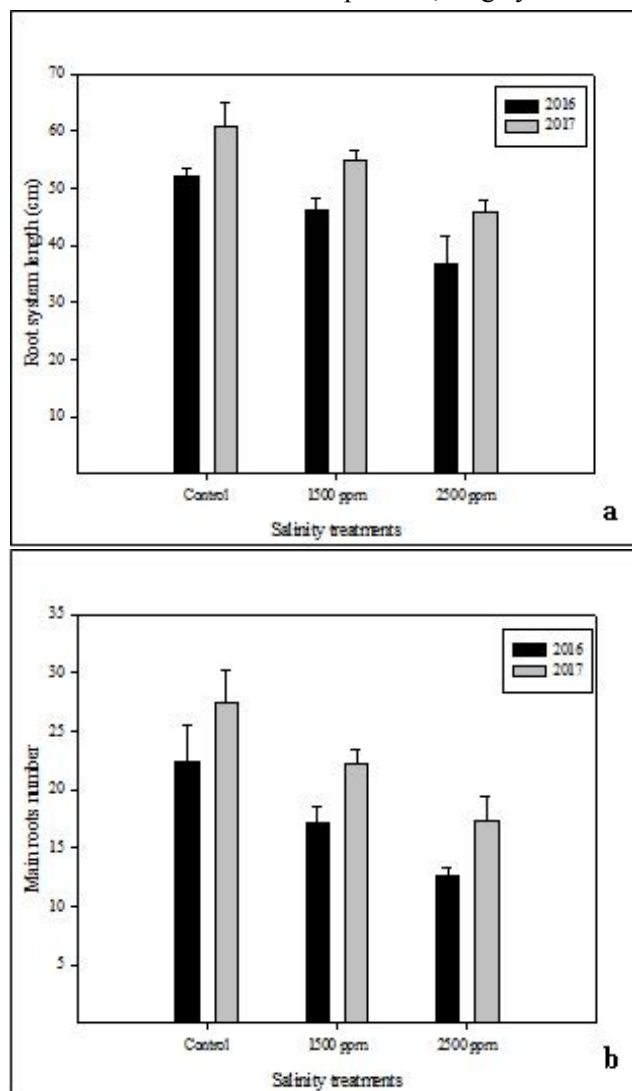 70
60
50
40
30
20
10
Root system length (cm)
2016
2017
Control 1500 ppm 2500 ppm
Salinity treatments
a
35
30
25
20
15
10
5
Main roots number
2016
2017
Control 1500 ppm 2500 ppm
Salinity treatments
b